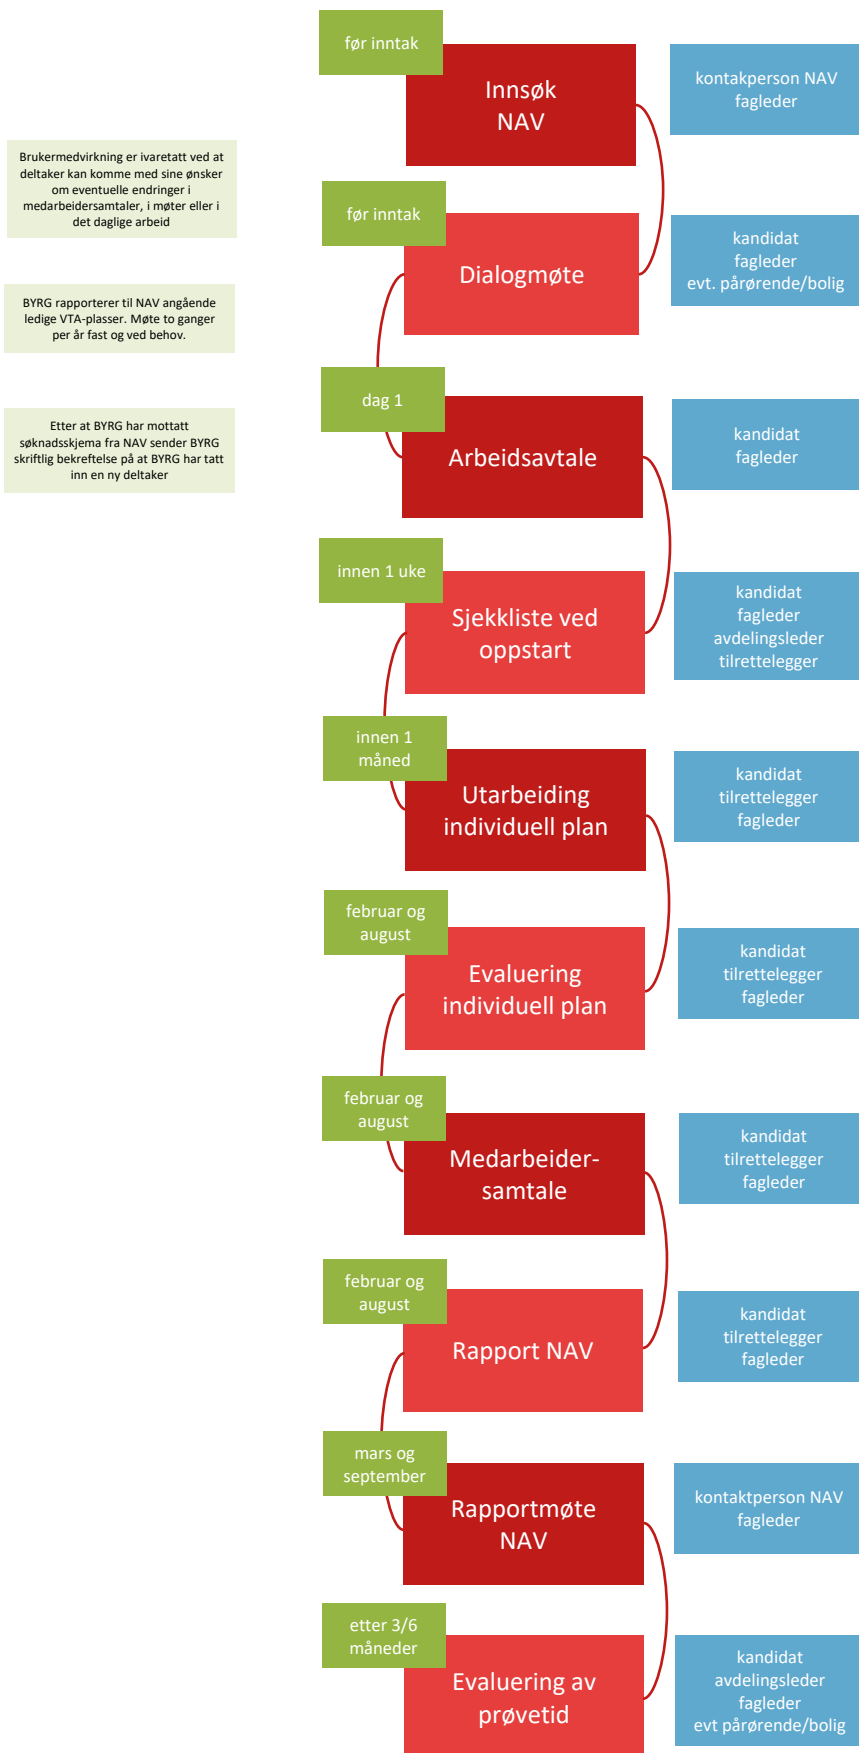 før inntak
Innsøk
NAV
kontakperson NAV
fagleder
Brukermedvirkning er ivaretatt ved at
deltaker kan komme med sine ønsker
om eventuelle endringer i
medarbeidersamtaler, i møter eller i
det daglige arbeid
før inntak
Dialogmøte
kandidat
fagleder
evt. pårørende/bolig
BYRG rapporterer til NAV angående
ledige VTA-plasser. Møte to ganger
per år fast og ved behov.
dag 1
Arbeidsavtale
kandidat
fagleder
Etter at BYRG har mottatt
søknadsskjema fra NAV sender BYRG
skriftlig bekreftelse på at BYRG har tatt
inn en ny deltaker
innen 1 uke
Sjekkliste ved
oppstart
kandidat
fagleder
avdelingsleder
tilrettelegger
innen 1
måned
Utarbeiding
individuell plan
kandidat
tilrettelegger
fagleder
februar og
august
Evaluering
individuell plan
kandidat
tilrettelegger
fagleder
februar og
august
Medarbeider-
samtale
kandidat
tilrettelegger
fagleder
februar og
august
Rapport NAV
kandidat
tilrettelegger
fagleder
mars og
september
Rapportmøte
NAV
kontaktperson NAV
fagleder
etter 3/6
måneder
Evaluering av
prøvetid
kandidat
avdelingsleder
fagleder
evt pårørende/bolig